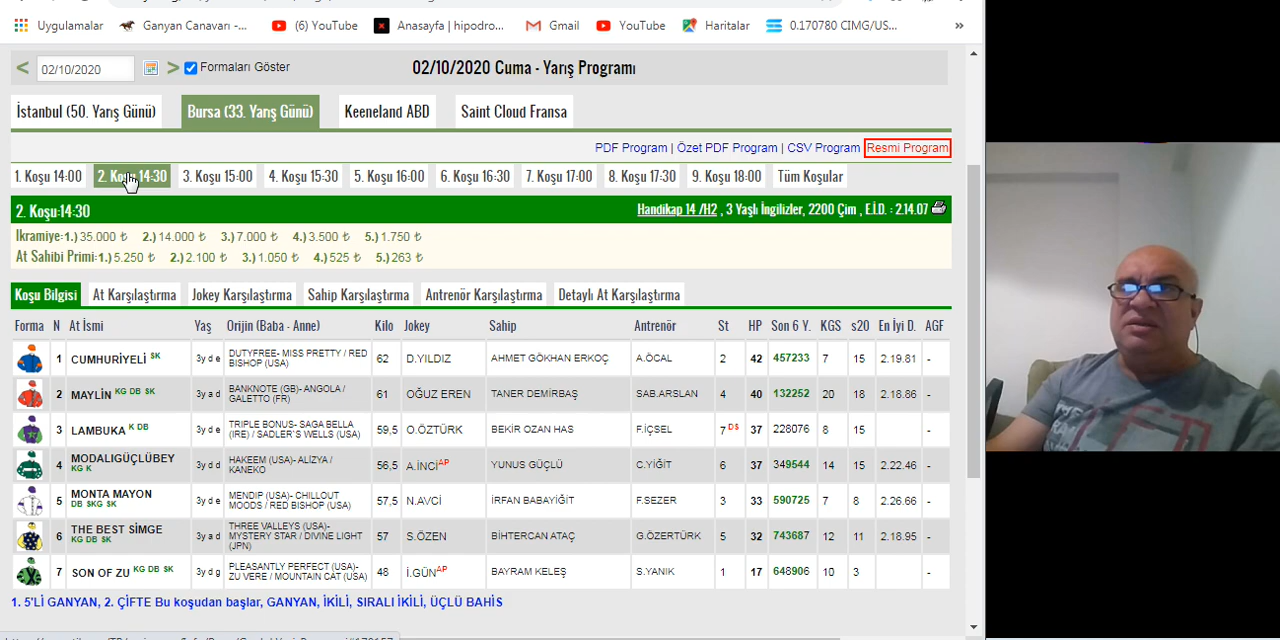 Uygulamalar Ganyan Canavarı -... (6) YouTube Anasayfa | hipodro... Gmail YouTube Haritalar 0.170780 CIMG/US... »
< 02/10/2020 > Formaları Göster 02/10/2020 Cuma - Yarış Programı
İstanbul (50. Yarış Günü) Bursa (33. Yarış Günü) Keeneland ABD Saint Cloud Fransa
PDF Program | Özet PDF Program | CSV Program Resmi Program
1. Koşu 14:00 2. Koşu 14:30 3. Koşu 15:00 4. Koşu 15:30 5. Koşu 16:00 6. Koşu 16:30 7. Koşu 17:00 8. Koşu 17:30 9. Koşu 18:00 Tüm Koşular
2. Koşu:14:30 Handikap 14 /H2 , 3 Yaşlı İngilizler, 2200 Çim , E.İ.D. : 2.14.07
İkramiye:1.) 35.000 ₺ 2.) 14.000 ₺ 3.) 7.000 ₺ 4.) 3.500 ₺ 5.) 1.750 ₺
At Sahibi Primi:1.) 5.250 ₺ 2.) 2.100 ₺ 3.) 1.050 ₺ 4.) 525 ₺ 5.) 263 ₺
Koşu Bilgisi At Karşılaştırma Jokey Karşılaştırma Sahip Karşılaştırma Antrenör Karşılaştırma Detaylı At Karşılaştırma
Forma N At İsmi Yaş Orijin (Baba - Anne) Kilo Jokey Sahip Antrenör St HP Son 6 Y. KGS s20 En İyi D. AGF
1 CUMHURİYELİ SK 3y d e DUTYFREE- MISS PRETTY / RED BISHOP (USA) 62 D.YILDIZ AHMET GÖKHAN ERKOÇ A.ÖCAL 2 42 457233 7 15 2.19.81 -
2 MAYLİN KG DB SK 3y a d BANKNOTE (GB)- ANGOLA / GALETTO (FR) 61 OĞUZ EREN TANER DEMİRBAŞ SAB.ARSLAN 4 40 132252 20 18 2.18.86 -
3 LAMBUKA K DB 3y d e TRIPLE BONUS- SAGA BELLA (IRE) / SADLER'S WELLS (USA) 59,5 O.ÖZTÜRK BEKİR OZAN HAS F.İÇSEL 7 DS 37 228076 8 15 -
4 MODALIGÜÇLÜBEY KG K 3y d d HAKEEM (USA)- ALİZYA / KANEKO 56,5 A.İNCİ AP YUNUS GÜÇLÜ C.YİĞİT 6 37 349544 14 15 2.22.46 -
5 MONTA MAYON DB SKG SK 3y d e MENDIP (USA)- CHILLOUT MOODS / RED BISHOP (USA) 57,5 N.AVCİ İRFAN BABAYİĞİT F.SEZER 3 33 590725 7 8 2.26.66 -
6 THE BEST SİMGE KG DB SK 3y a d THREE VALLEYS (USA)- MYSTERY STAR / DIVINE LIGHT (JPN) 57 S.ÖZEN BİHTERCAN ATAÇ G.ÖZERTÜRK 5 32 743687 12 11 2.18.95 -
7 SON OF ZU KG DB SK 3y d g PLEASANTLY PERFECT (USA)- ZU VERE / MOUNTAIN CAT (USA) 48 İ.GÜN AP BAYRAM KELEŞ S.YANIK 1 17 648906 10 3 -
1. 5'Lİ GANYAN, 2. ÇİFTE Bu koşudan başlar, GANYAN, İKİLİ, SIRALI İKİLİ, ÜÇLÜ BAHİS